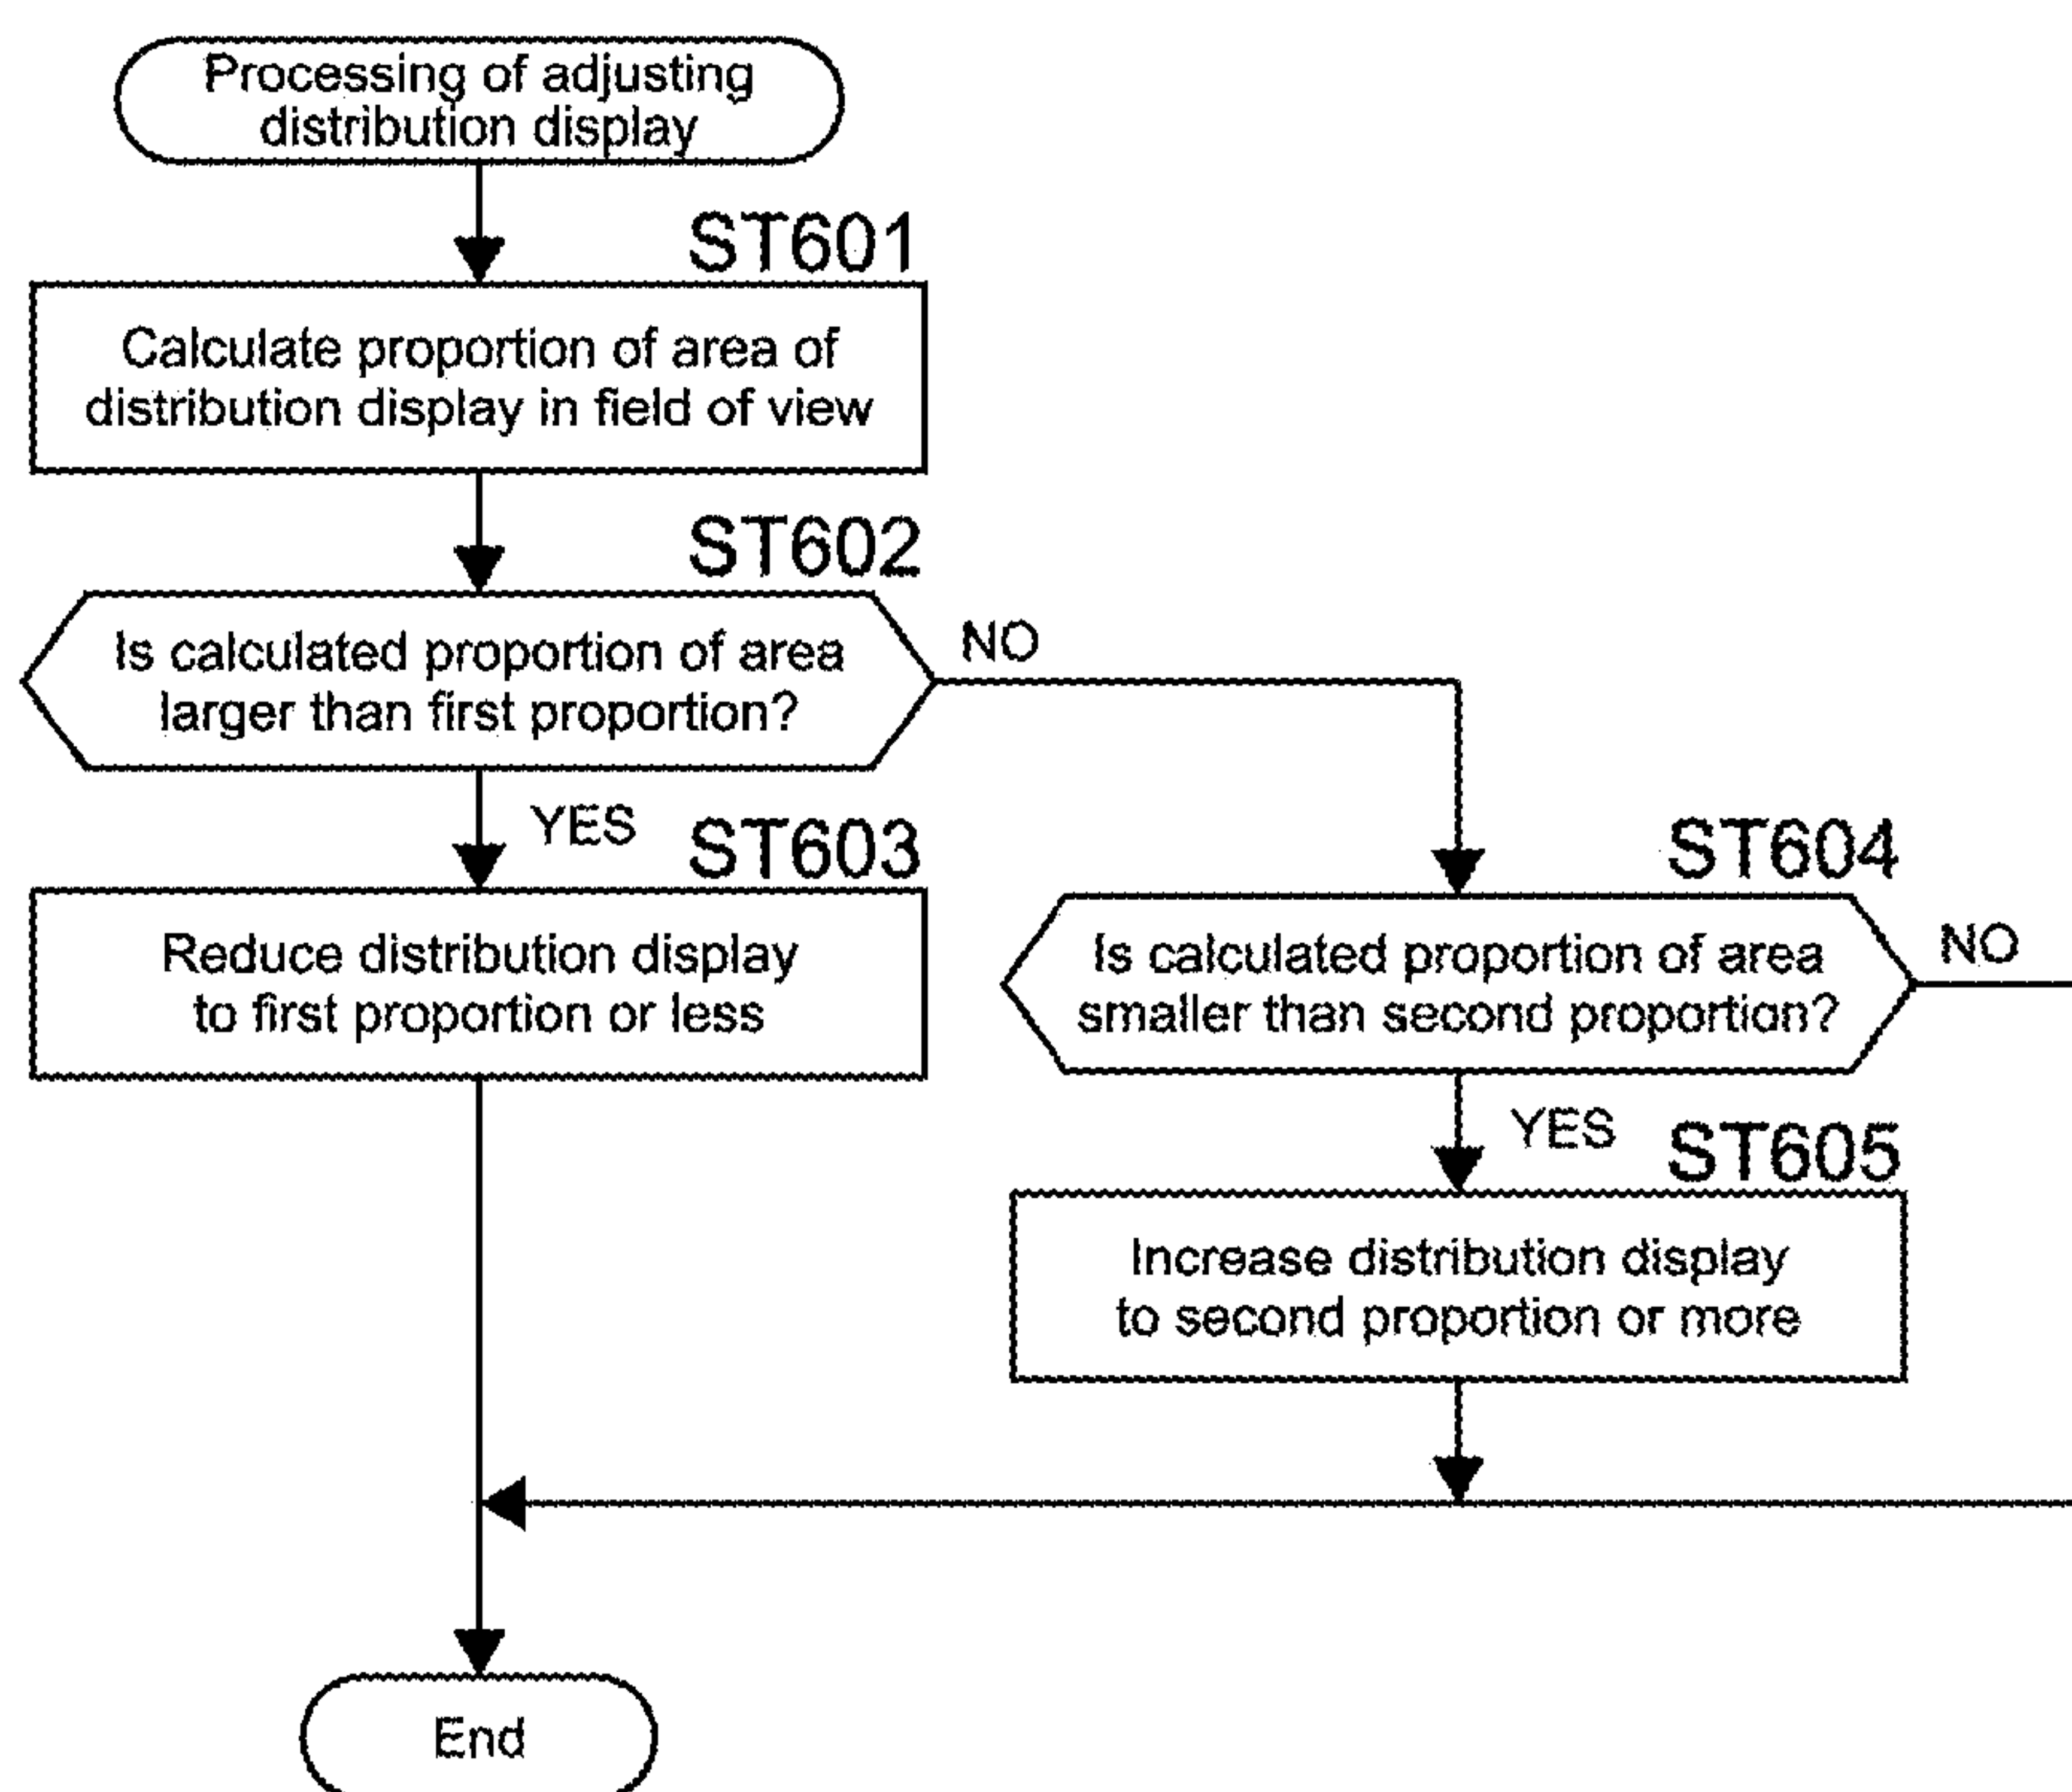 Processing of adjusting
distribution display
ST601
Calculate proportion of area of
distribution display in field of view
ST602
Is calculated proportion of area
larger than first proportion?
NO
YES
ST603
Reduce distribution display
to first proportion or less
ST604
Is calculated proportion of area
smaller than second proportion?
NO
YES
ST605
Increase distribution display
to second proportion or more
End